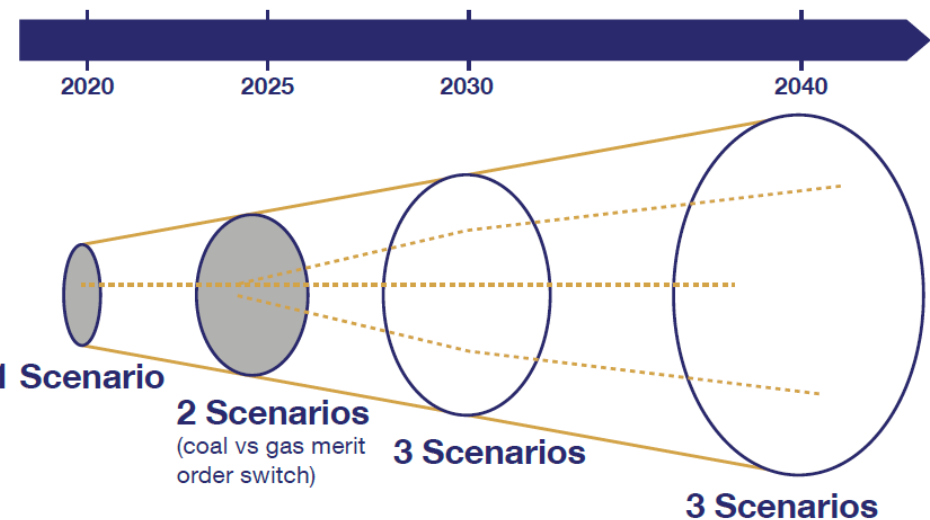 2020
2025
2030
2040
1 Scenario
2 Scenarios
(coal vs gas merit
order switch)
3 Scenarios
3 Scenarios